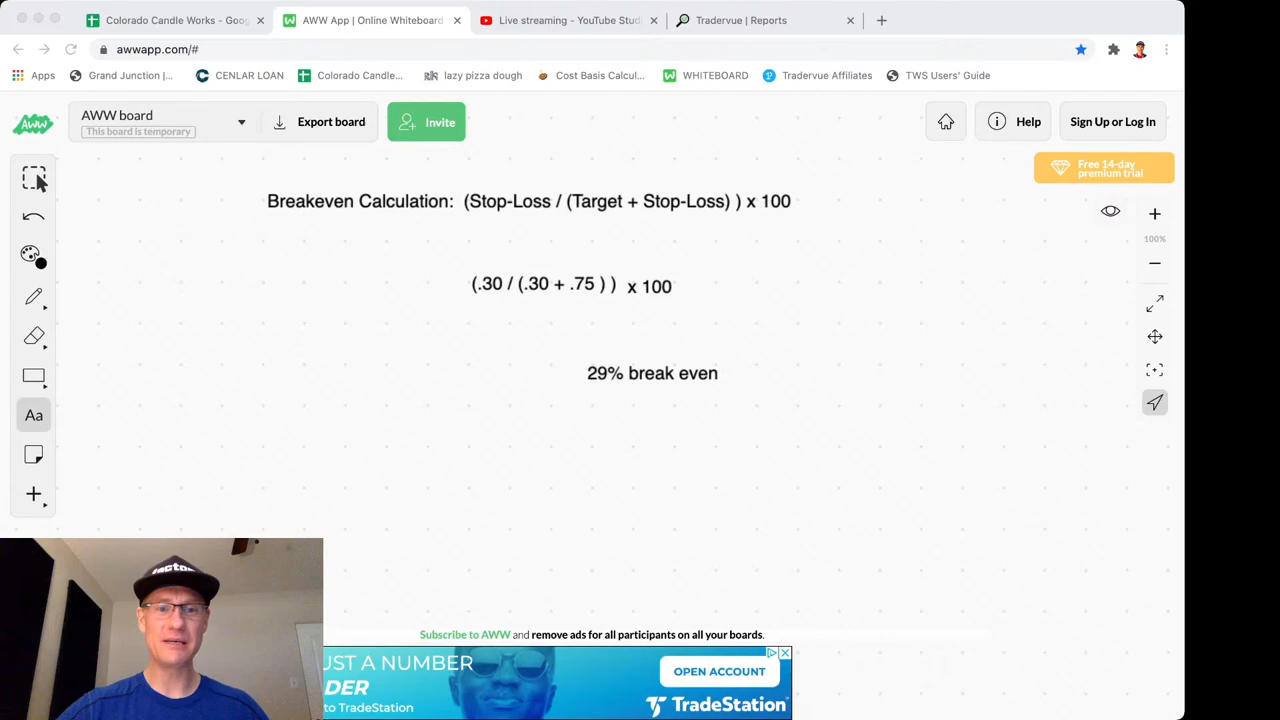 Colorado Candle Works - Goog
AWW App | Online Whiteboard
Live streaming - YouTube Stud
Tradervue | Reports
awwapp.com/#
Apps
Grand Junction |...
CENLAR LOAN
Colorado Candle...
lazy pizza dough
Cost Basis Calcul...
WHITEBOARD
Tradervue Affiliates
TWS Users' Guide
AWW
AWW board
This board is temporary
Export board
Invite
Help
Sign Up or Log In
Free 14-day
premium trial
100%
Breakeven Calculation: (Stop-Loss / (Target + Stop-Loss) ) x 100
(.30 / (.30 + .75 ) ) x 100
29% break even
Aa
Subscribe to AWW and remove ads for all participants on all your boards.
UST A NUMBER
DER
to TradeStation
OPEN ACCOUNT
TradeStation